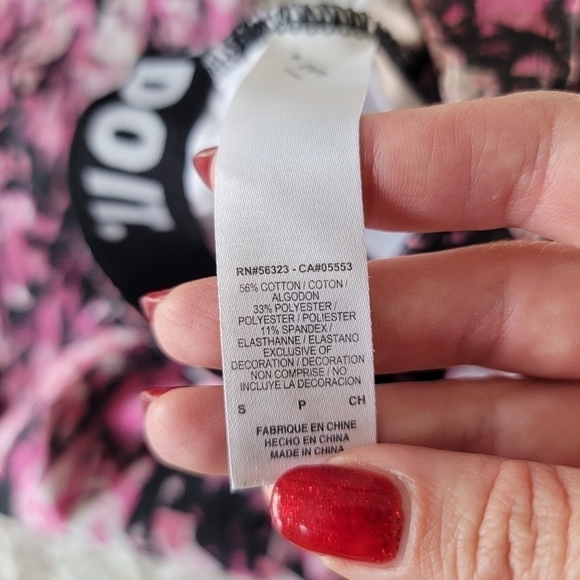 DO IT.
RN#56323 - CA#05553
56% COTTON / COTON /
ALGODON
33% POLYESTER /
POLYESTER / POLIESTER
11% SPANDEX /
ELASTHANNE / ELASTANO
EXCLUSIVE OF
DECORATION / DECORATION
NON COMPRISE / NO
INCLUYE LA DECORACION
S P CH
FABRIQUE EN CHINE
HECHO EN CHINA
MADE IN CHINA